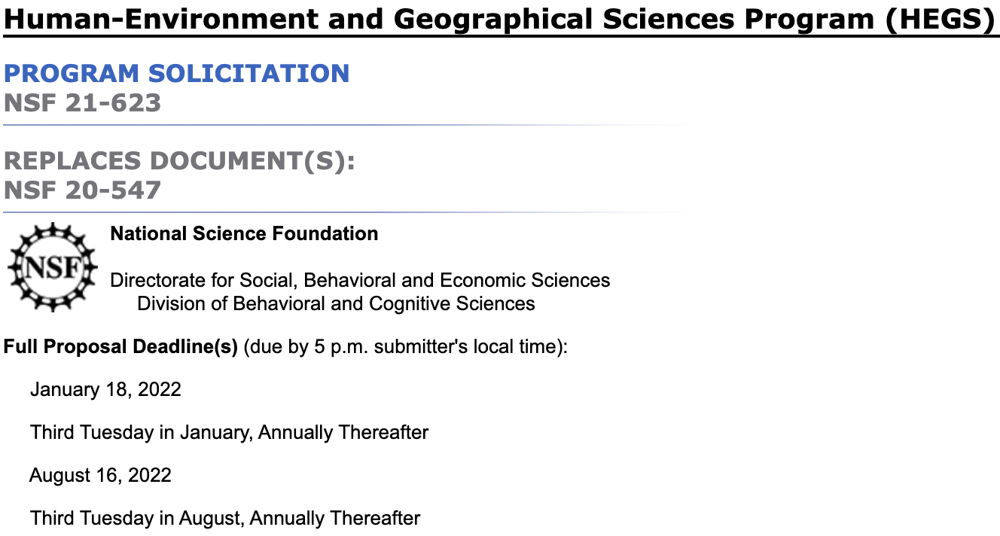 Human-Environment and Geographical Sciences Program (HEGS)
PROGRAM SOLICITATION
NSF 21-623
REPLACES DOCUMENT(S):
NSF 20-547
NSF
National Science Foundation
Directorate for Social, Behavioral and Economic Sciences
Division of Behavioral and Cognitive Sciences
Full Proposal Deadline(s) (due by 5 p.m. submitter's local time):
January 18, 2022
Third Tuesday in January, Annually Thereafter
August 16, 2022
Third Tuesday in August, Annually Thereafter